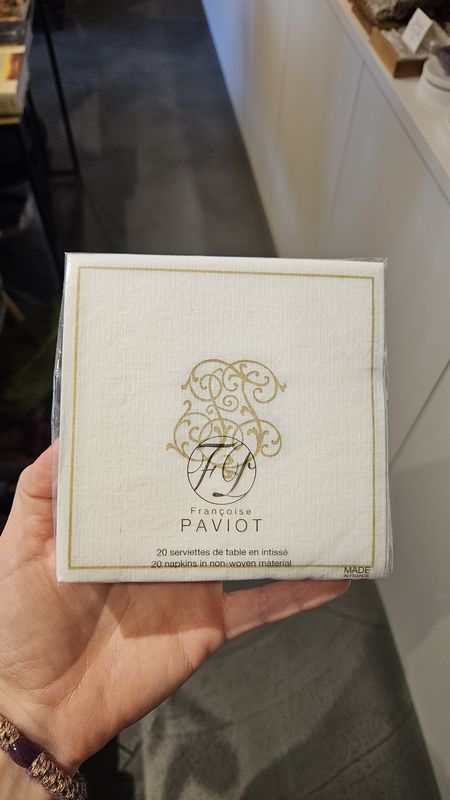 FP
Françoise
PAVIOT
20 serviettes de table en intissé
20 napkins in non-woven material
MADE
IN FRANCE